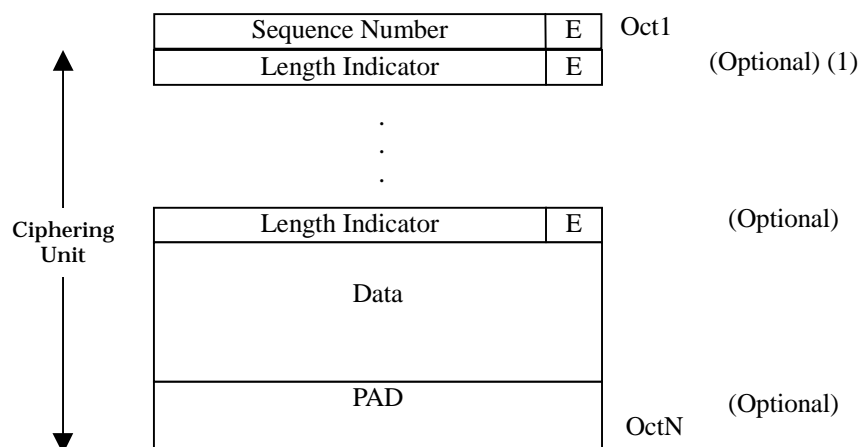 Sequence Number E Oct1
Length Indicator E (Optional) (1)
.
.
.
Length Indicator E (Optional)
Ciphering
Unit
Data
PAD (Optional)
OctN